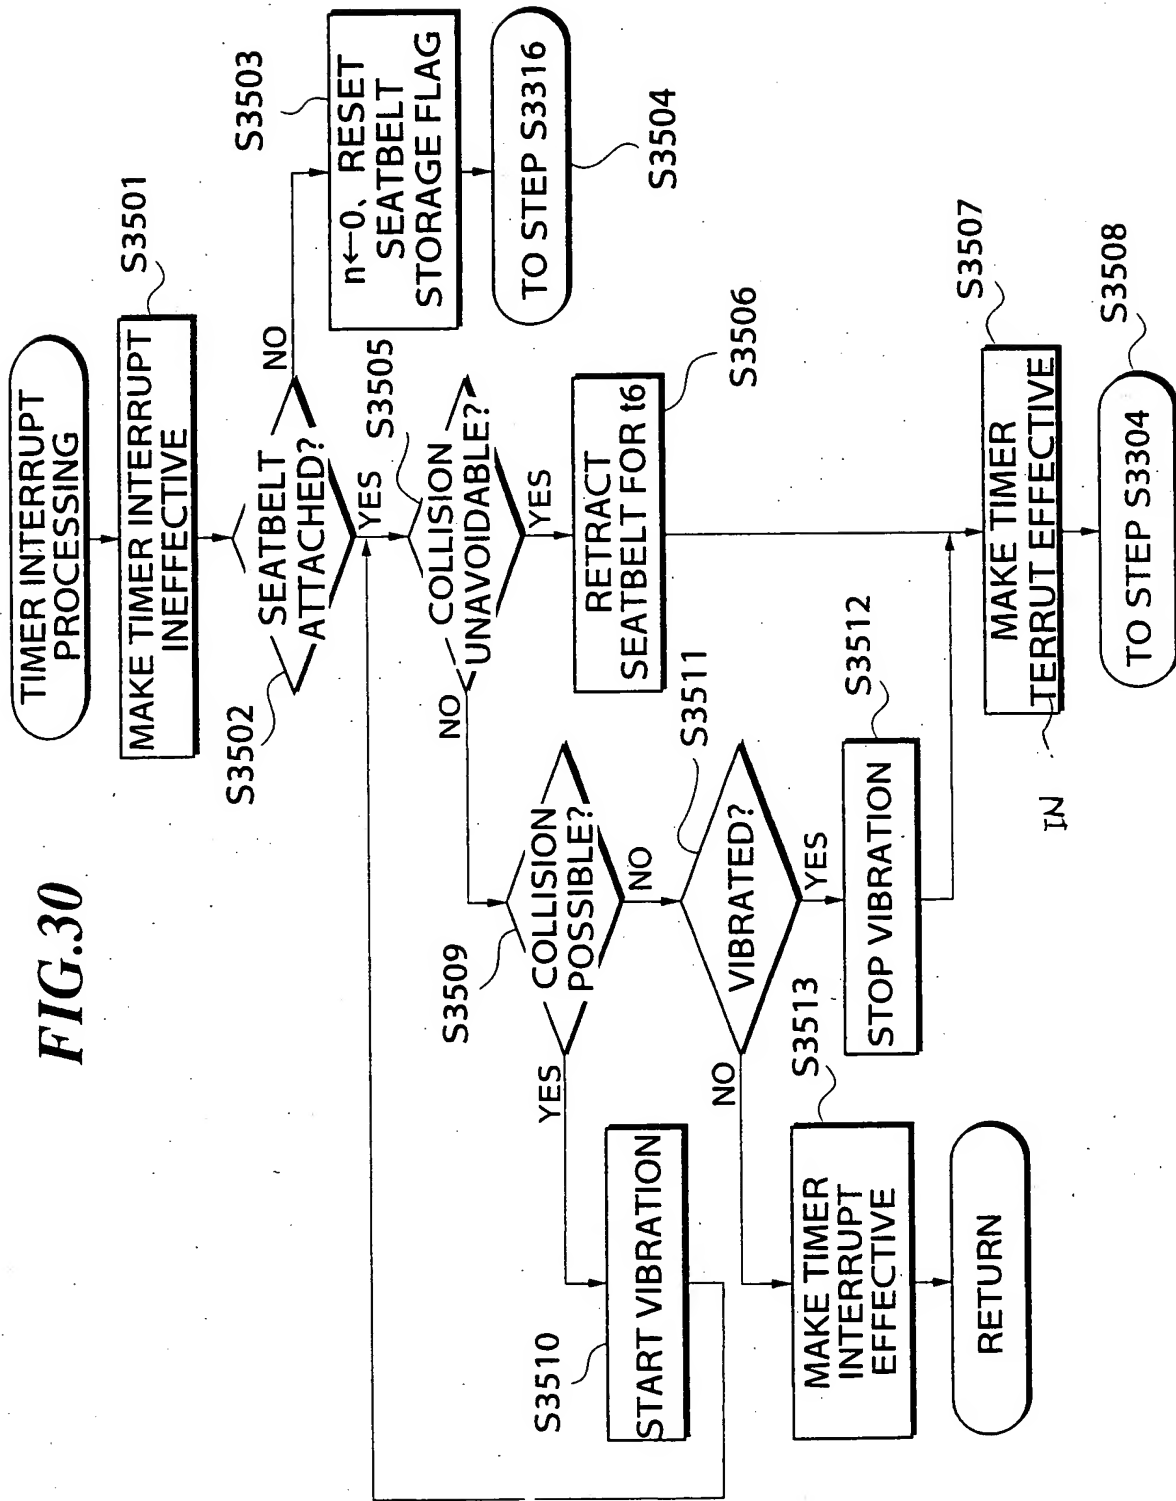 FIG.30
TIMER INTERRUPT
PROCESSING
S3501
MAKE TIMER INTERRUPT
INEFFECTIVE
S3502
SEATBELT
ATTACHED?
NO
YES
S3503
n←0、RESET
SEATBELT
STORAGE FLAG
TO STEP S3316
S3504
S3505
COLLISION
UNAVOIDABLE?
NO
YES
S3506
RETRACT
SEATBELT FOR t6
S3509
COLLISION
POSSIBLE?
YES
NO
S3510
START VIBRATION
S3511
VIBRATED?
NO
YES
S3512
STOP VIBRATION
S3513
MAKE TIMER
INTERRUPT
EFFECTIVE
RETURN
S3507
MAKE TIMER
TERRUT EFFECTIVE
IN
S3508
TO STEP S3304